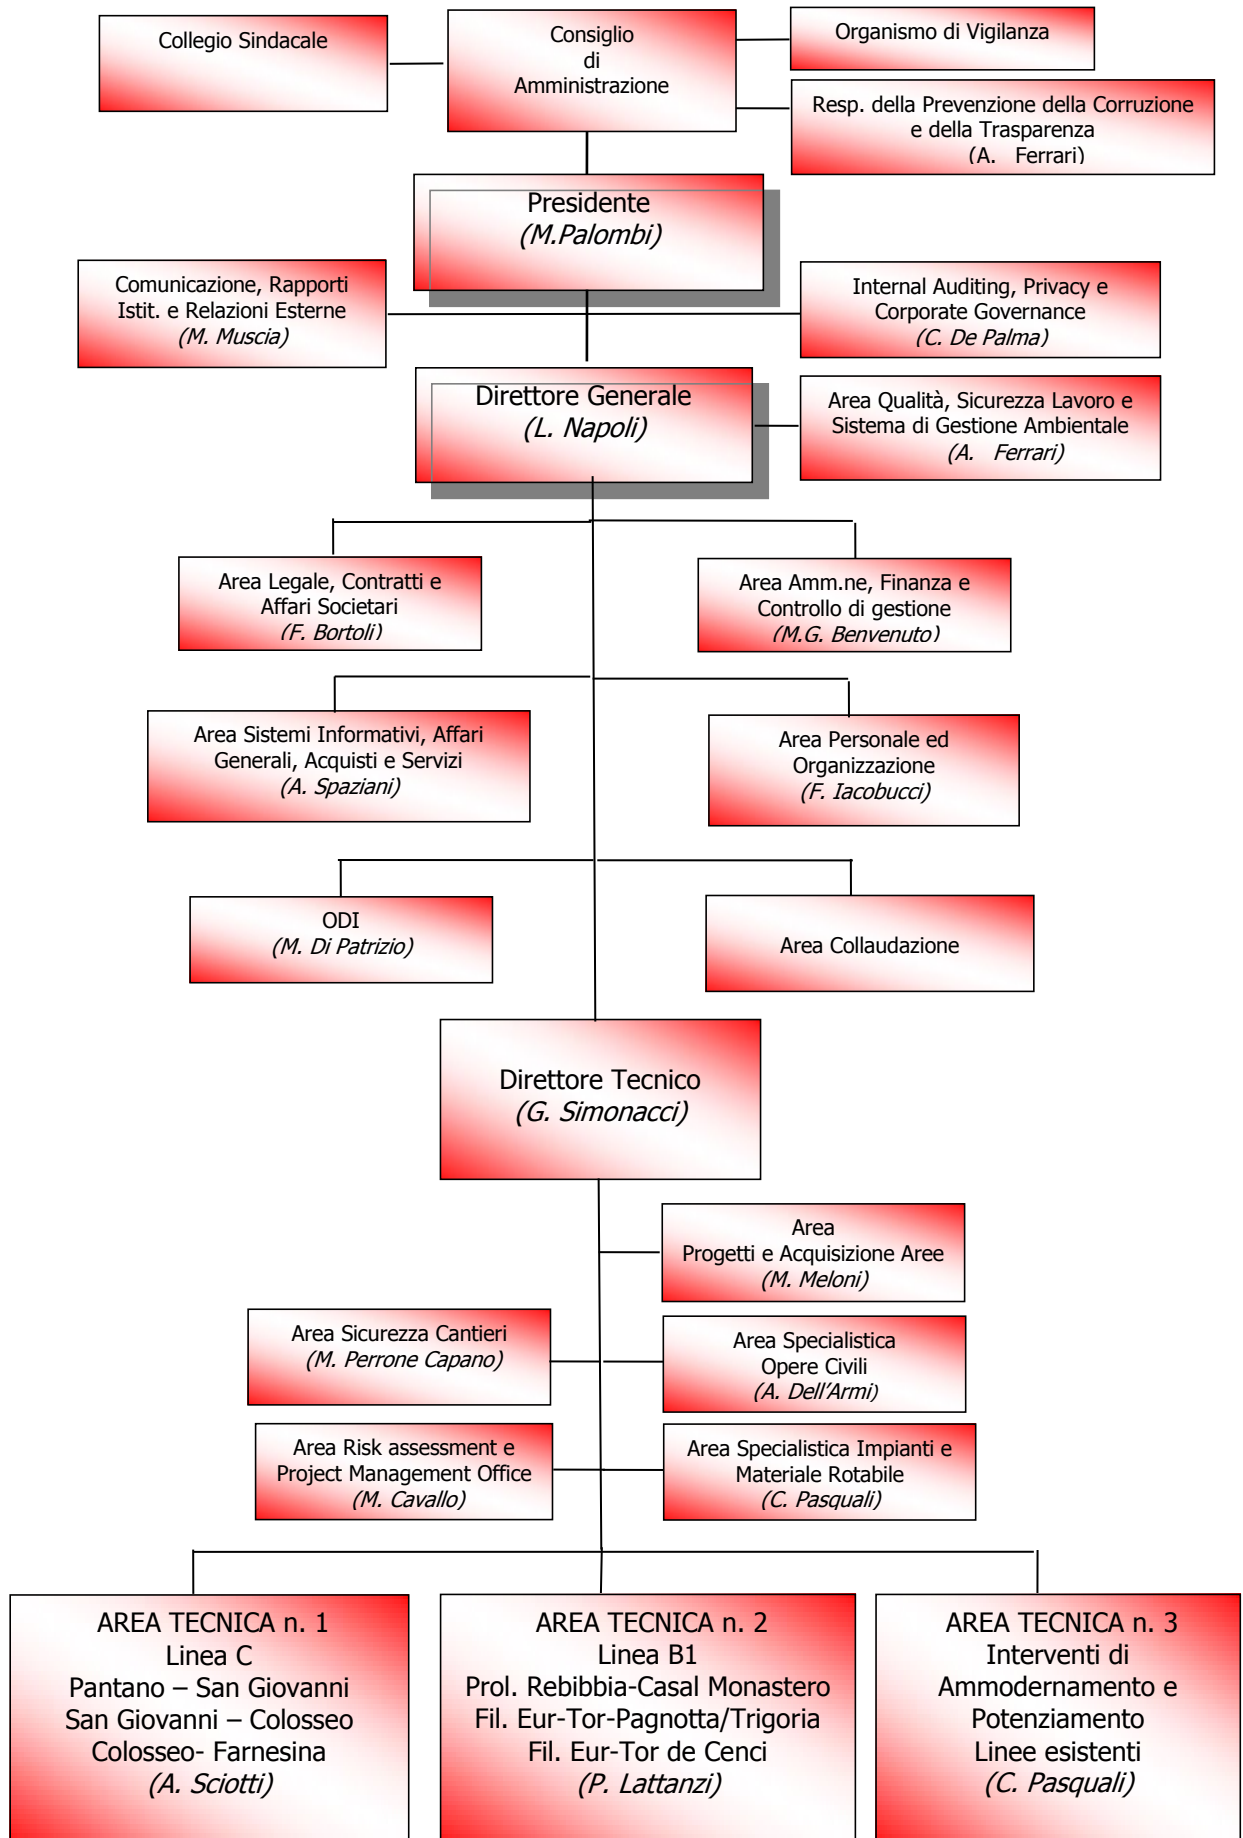 Collegio Sindacale
Consiglio
di
Amministrazione
Organismo di Vigilanza
Resp. della Prevenzione della Corruzione
e della Trasparenza
(A. Ferrari)
Presidente
(M.Palombi)
Comunicazione, Rapporti
Istit. e Relazioni Esterne
(M. Muscia)
Internal Auditing, Privacy e
Corporate Governance
(C. De Palma)
Direttore Generale
(L. Napoli)
Area Qualità, Sicurezza Lavoro e
Sistema di Gestione Ambientale
(A. Ferrari)
Area Legale, Contratti e
Affari Societari
(F. Bortoli)
Area Amm.ne, Finanza e
Controllo di gestione
(M.G. Benvenuto)
Area Sistemi Informativi, Affari
Generali, Acquisti e Servizi
(A. Spaziani)
Area Personale ed
Organizzazione
(F. Iacobucci)
ODI
(M. Di Patrizio)
Area Collaudazione
Direttore Tecnico
(G. Simonacci)
Area
Progetti e Acquisizione Aree
(M. Meloni)
Area Sicurezza Cantieri
(M. Perrone Capano)
Area Specialistica
Opere Civili
(A. Dell’Armi)
Area Risk assessment e
Project Management Office
(M. Cavallo)
Area Specialistica Impianti e
Materiale Rotabile
(C. Pasquali)
AREA TECNICA n. 1
Linea C
Pantano – San Giovanni
San Giovanni – Colosseo
Colosseo- Farnesina
(A. Sciotti)
AREA TECNICA n. 2
Linea B1
Prol. Rebibbia-Casal Monastero
Fil. Eur-Tor-Pagnotta/Trigoria
Fil. Eur-Tor de Cenci
(P. Lattanzi)
AREA TECNICA n. 3
Interventi di
Ammodernamento e
Potenziamento
Linee esistenti
(C. Pasquali)